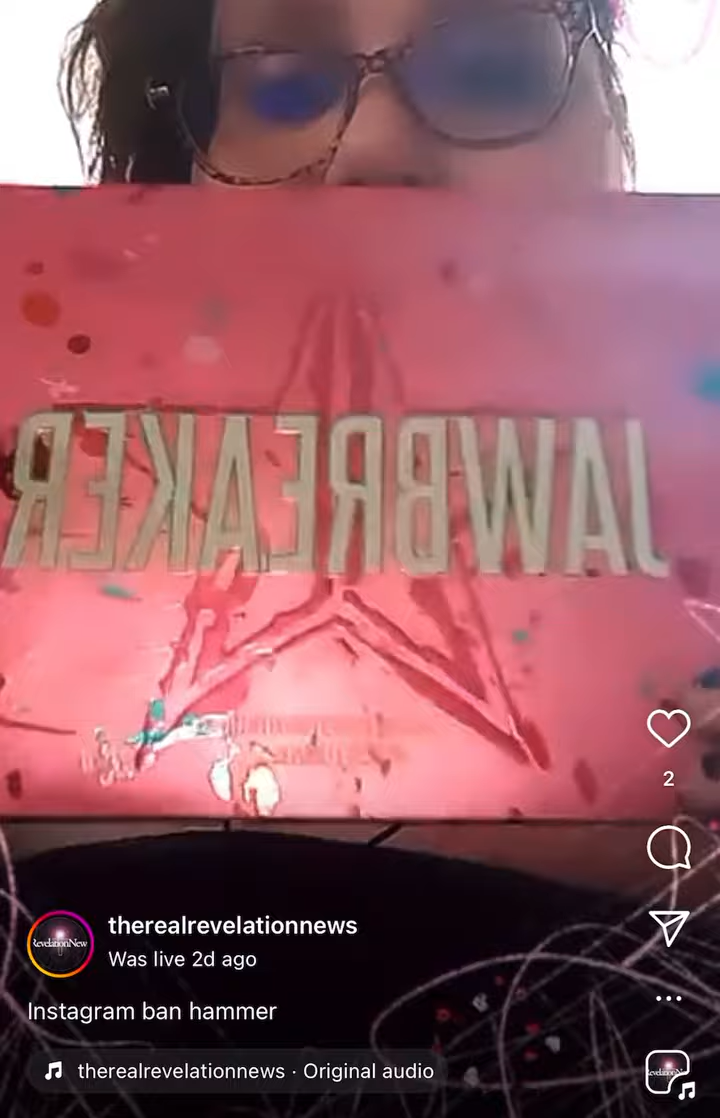 JAWBREAKER
2
therealrevelationnews
Was live 2d ago
Instagram ban hammer
therealrevelationnews · Original audio